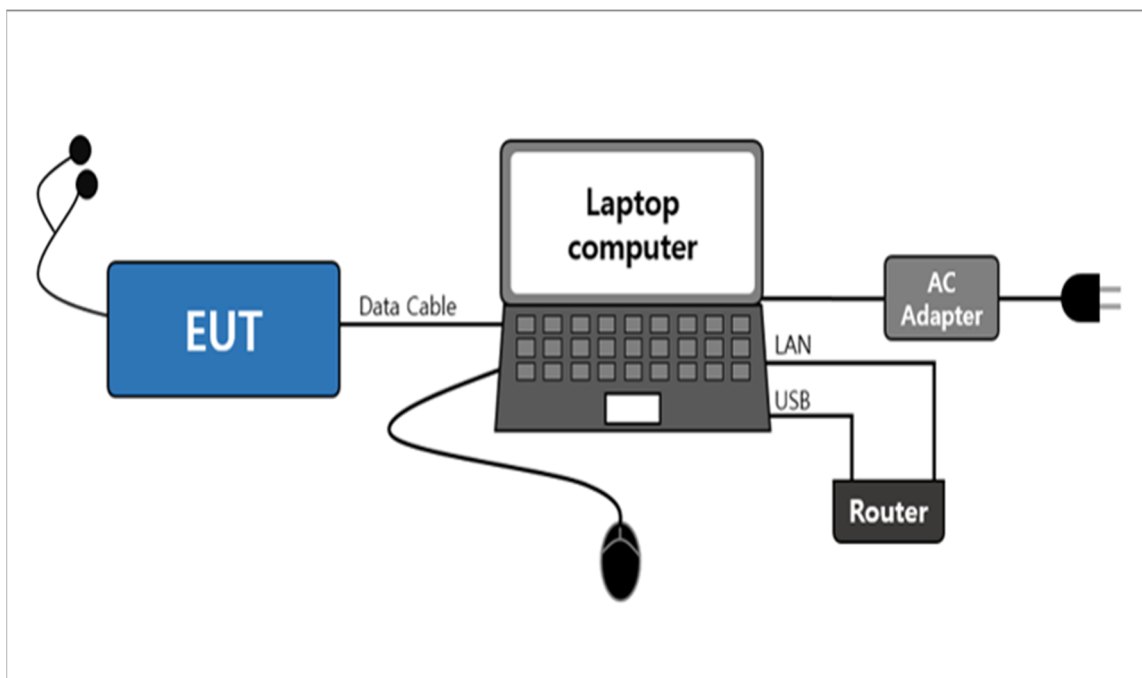 Laptop
computer
EUT
Data Cable
AC
Adapter
LAN
USB
Router